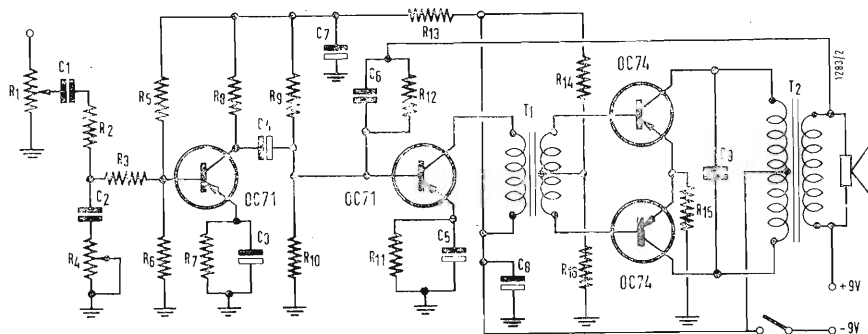 R1
C1
R2
R3
C2
R4
R5
R6
R8
C4
OC71
R7
C3
R9
R10
C7
R13
C6
R12
OC71
R11
C5
T1
C8
R14
R16
OC74
OC74
R15
T2
1283/2
+9V
-9V